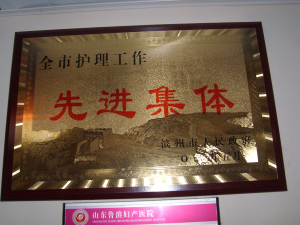 全市护理工作
先进集体
滨州市人民政府
山东鲁滨妇产医院